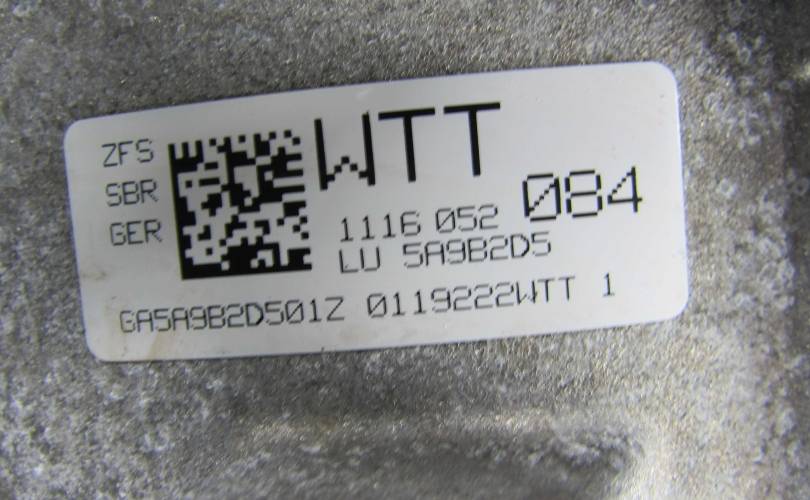 ZFS
SBR
GER
WTT
1116 052 084
LU 5A9B2D5
GA5A9B2D501Z 0119222WTT 1